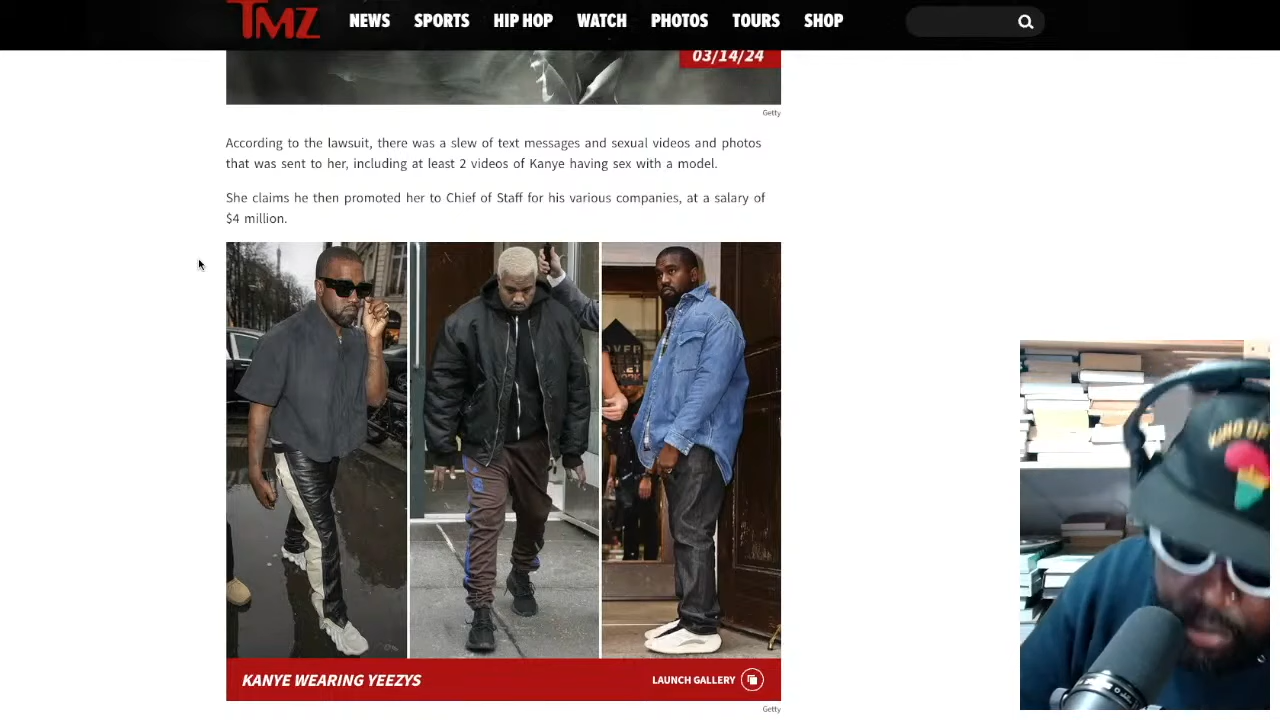 TMZ
NEWS SPORTS HIP HOP WATCH PHOTOS TOURS SHOP
03/14/24
Getty
According to the lawsuit, there was a slew of text messages and sexual videos and photos
that was sent to her, including at least 2 videos of Kanye having sex with a model.
She claims he then promoted her to Chief of Staff for his various companies, at a salary of
$4 million.
KANYE WEARING YEEZYS
LAUNCH GALLERY
Getty